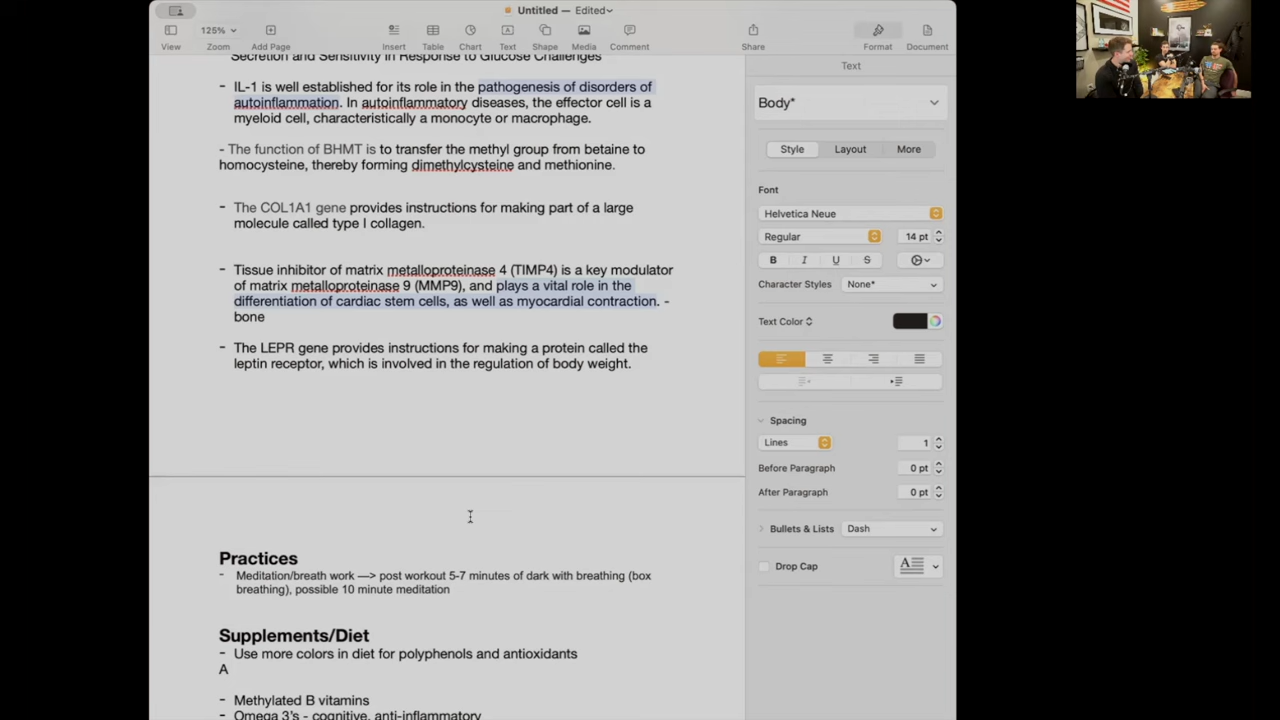 Untitled — Edited
125%
View
Zoom
Add Page
Insert
Table
Chart
Text
Shape
Media
Comment
Share
Format
Document
Secretion and Sensitivity in Response to Glucose Challenges
- IL-1 is well established for its role in the pathogenesis of disorders of
autoinflammation. In autoinflammatory diseases, the effector cell is a
myeloid cell, characteristically a monocyte or macrophage.
- The function of BHMT is to transfer the methyl group from betaine to
homocysteine, thereby forming dimethylcysteine and methionine.
- The COL1A1 gene provides instructions for making part of a large
molecule called type I collagen.
- Tissue inhibitor of matrix metalloproteinase 4 (TIMP4) is a key modulator
of matrix metalloproteinase 9 (MMP9), and plays a vital role in the
differentiation of cardiac stem cells, as well as myocardial contraction. -
bone
- The LEPR gene provides instructions for making a protein called the
leptin receptor, which is involved in the regulation of body weight.
Practices
- Meditation/breath work —> post workout 5-7 minutes of dark with breathing (box
breathing), possible 10 minute meditation
Supplements/Diet
- Use more colors in diet for polyphenols and antioxidants
A
- Methylated B vitamins
- Omega 3's - cognitive, anti-inflammatory
Text
Body*
Style
Layout
More
Font
Helvetica Neue
Regular
14 pt
B I U S
Character Styles
None*
Text Color
Spacing
Lines
1
Before Paragraph
0 pt
After Paragraph
0 pt
Bullets & Lists
Dash
Drop Cap
A